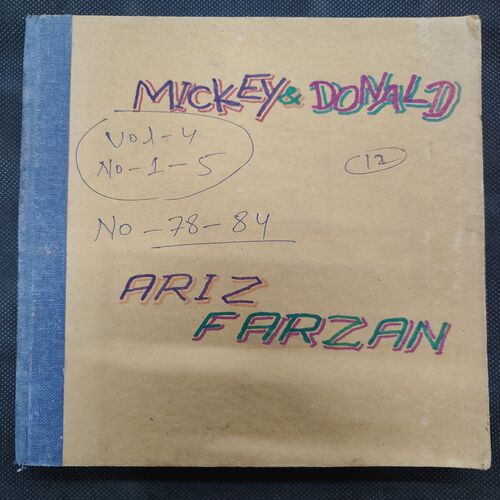 MICKEY & DONALD
Vol-4
No-1-5
12
No-78-84
ARIZ
FARZAN